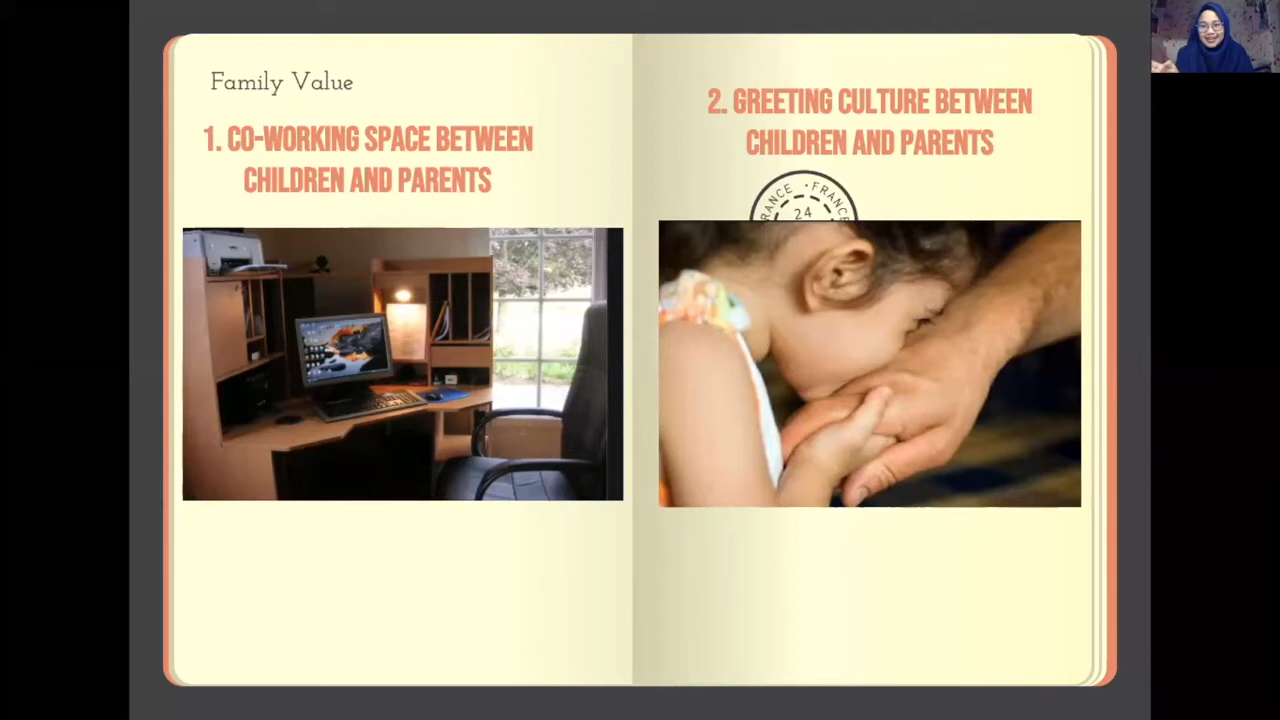 Family Value
1. CO-WORKING SPACE BETWEEN
CHILDREN AND PARENTS
2. GREETING CULTURE BETWEEN
CHILDREN AND PARENTS
RANCE · FRANCE
24